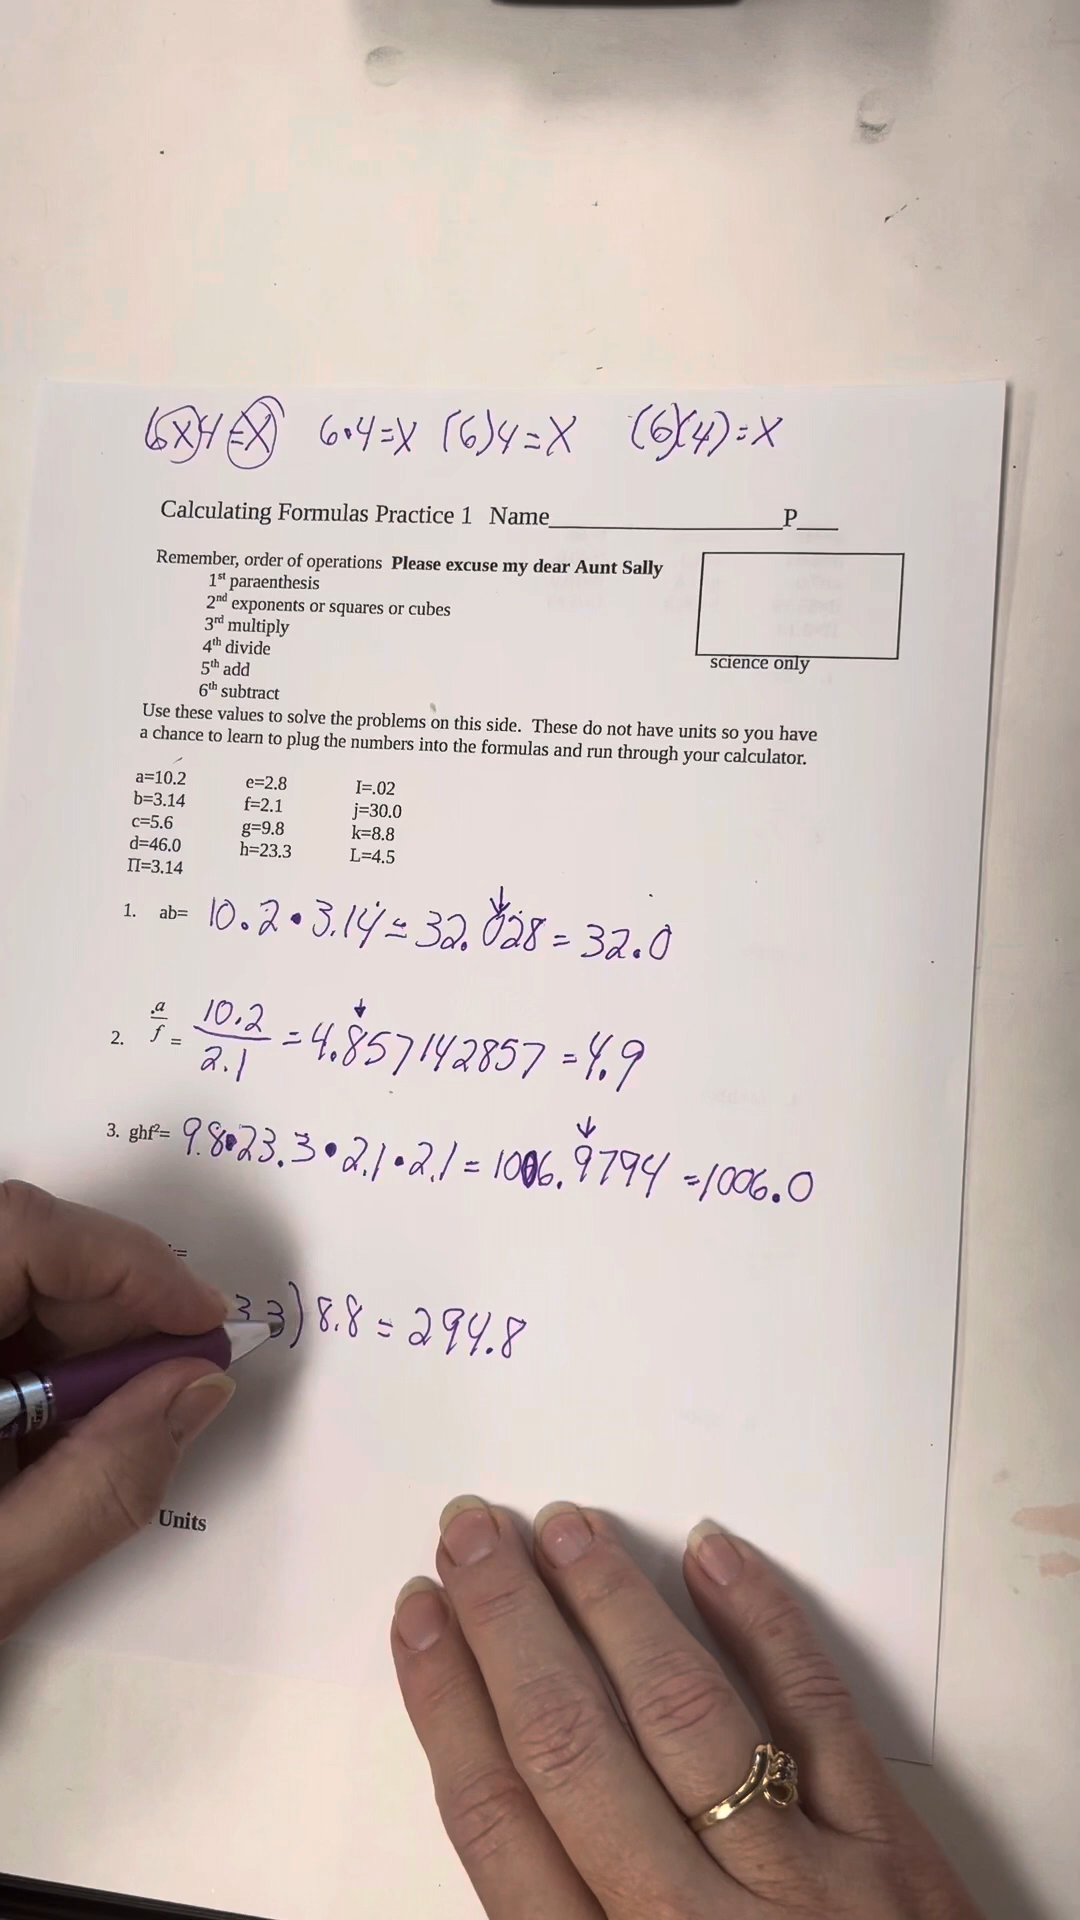 6x4=X 6•4=X (6)4=X (6)(4)=X
Calculating Formulas Practice 1 Name____________________P____
Remember, order of operations Please excuse my dear Aunt Sally
1st paraenthesis
2nd exponents or squares or cubes
3rd multiply
4th divide
5th add
6th subtract
science only
Use these values to solve the problems on this side. These do not have units so you have
a chance to learn to plug the numbers into the formulas and run through your calculator.
a=10.2 e=2.8 I=.02
b=3.14 f=2.1 j=30.0
c=5.6 g=9.8 k=8.8
d=46.0 h=23.3 L=4.5
Π=3.14
1. ab= 10.2•3.14=32.028=32.0
2. a/f = 10.2/2.1 =4.857142857=4.9
3. ghf²= 9.8•23.3•2.1•2.1=1006.9794=1006.0
=
33)8.8=294.8
Units